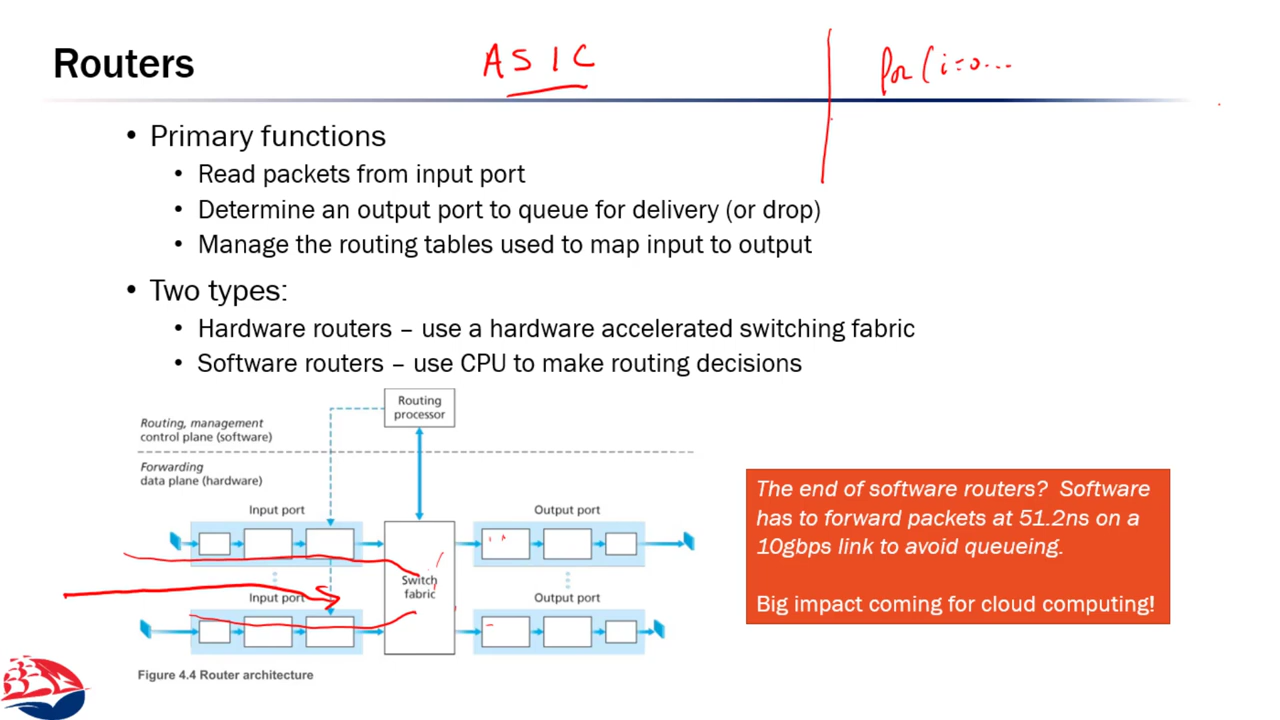 Routers
ASIC
for(i=0...
• Primary functions
• Read packets from input port
• Determine an output port to queue for delivery (or drop)
• Manage the routing tables used to map input to output
• Two types:
• Hardware routers – use a hardware accelerated switching fabric
• Software routers – use CPU to make routing decisions
Routing, management
control plane (software)
Routing
processor
Forwarding
data plane (hardware)
Input port
Output port
Switch
fabric
Input port
Output port
Figure 4.4 Router architecture
The end of software routers? Software
has to forward packets at 51.2ns on a
10gbps link to avoid queueing.
Big impact coming for cloud computing!